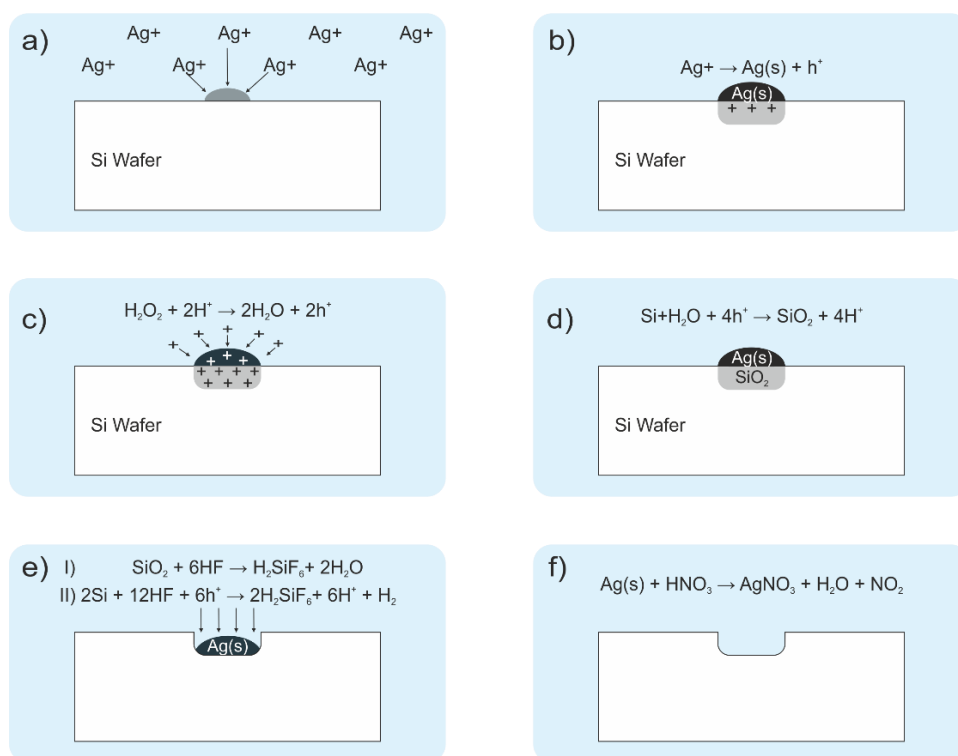 a)
Ag+ Ag+ Ag+ Ag+
Ag+ Ag+ Ag+ Ag+
Si Wafer
b)
Ag+ → Ag(s) + h⁺
Ag(s)
+ + +
Si Wafer
c)
H₂O₂ + 2H⁺ → 2H₂O + 2h⁺
+ + + + +
+ + +
+ + + +
+ + +
Si Wafer
d)
Si+H₂O + 4h⁺ → SiO₂ + 4H⁺
Ag(s)
SiO₂
Si Wafer
e)
I) SiO₂ + 6HF → H₂SiF₆+ 2H₂O
II) 2Si + 12HF + 6h⁺ → 2H₂SiF₆+ 6H⁺ + H₂
Ag(s)
f)
Ag(s) + HNO₃ → AgNO₃ + H₂O + NO₂